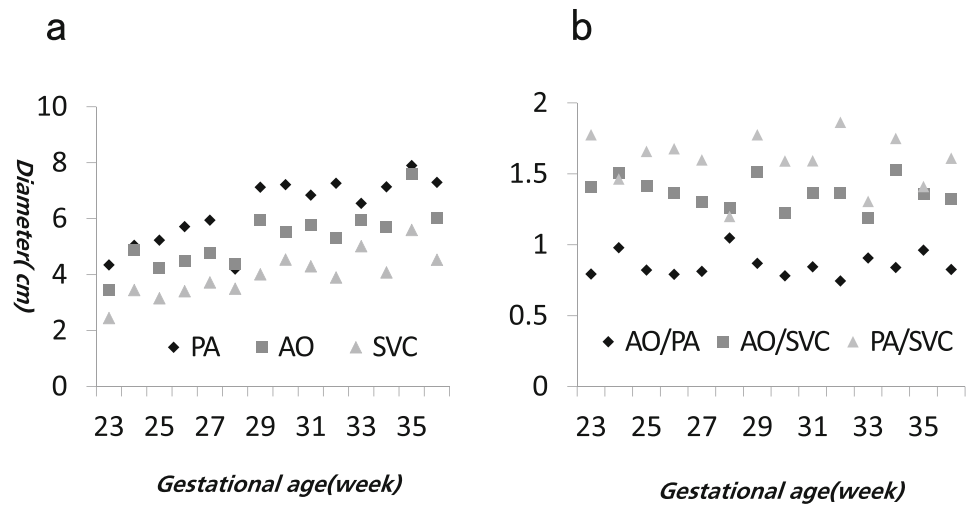 a
10
8
6
4
2
0
Diameter( cm)
PA AO SVC
23 25 27 29 31 33 35
Gestational age(week)
b
2
1.5
1
0.5
0
AO/PA AO/SVC PA/SVC
23 25 27 29 31 33 35
Gestational age(week)